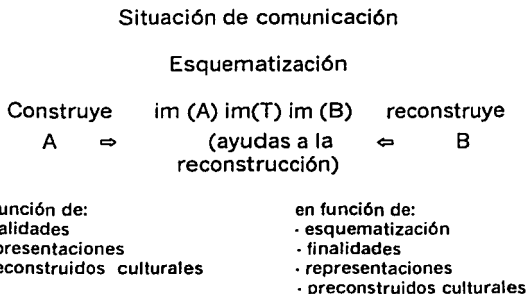 Situación de comunicación
Esquematización
Construye im (A) im(T) im (B) reconstruye
A ⇒ (ayudas a la ⇐ B
reconstrucción)
unción de: en función de:
alidades · esquematización
presentaciones · finalidades
econstruidos culturales · representaciones
· preconstruidos culturales